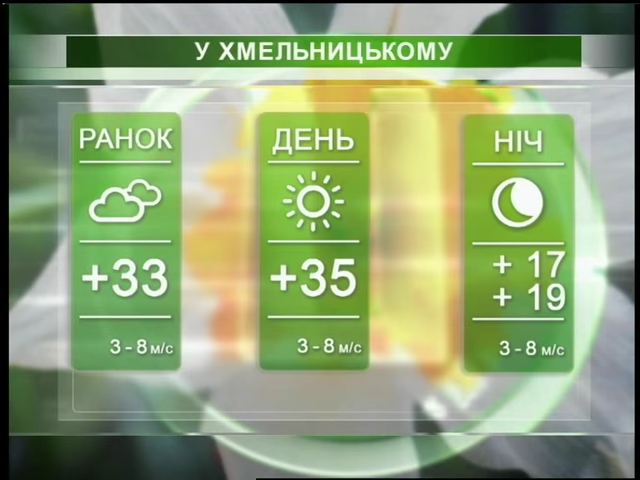 У ХМЕЛЬНИЦЬКОМУ
РАНОК
+33
3 - 8 м/с
ДЕНЬ
+35
3 - 8 м/с
НІЧ
+ 17
+ 19
3 - 8 м/с